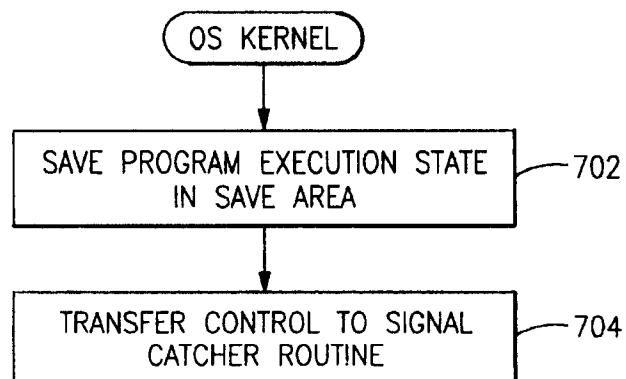 OS KERNEL
SAVE PROGRAM EXECUTION STATE
IN SAVE AREA
702
TRANSFER CONTROL TO SIGNAL
CATCHER ROUTINE
704